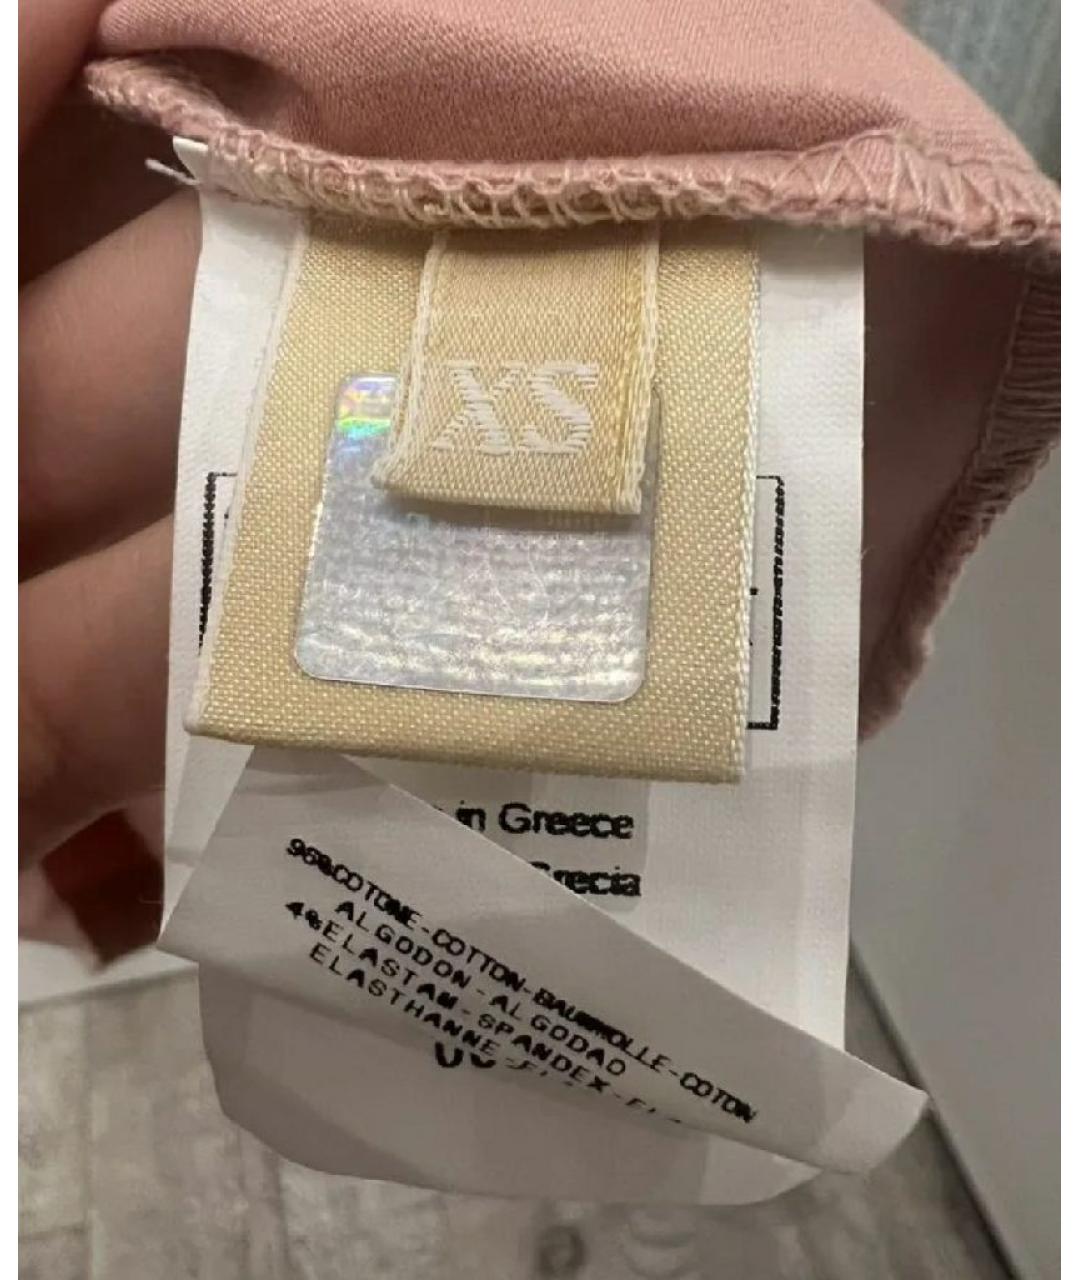 XS
in Greece
Grecia
96%COTONE-COTTON-BAUMWOLLE-COTON
ALGODON-ALGODAO
4%ELASTAM-SPANDEX-
ELASTHANNE-